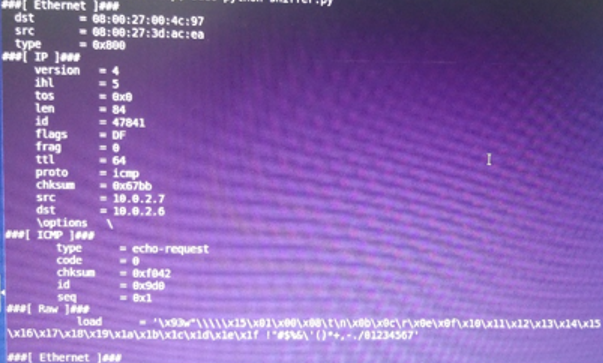 python sniffer.py
###[ Ethernet ]###
dst = 08:00:27:00:4c:97
src = 08:00:27:3d:ac:ea
type = 0x800
###[ IP ]###
version = 4
ihl = 5
tos = 0x0
len = 84
id = 47841
flags = DF
frag = 0
ttl = 64
proto = icmp
chksum = 0x67bb
src = 10.0.2.7
dst = 10.0.2.6
\options \
###[ ICMP ]###
type = echo-request
code = 0
chksum = 0xf042
id = 0x9d0
seq = 0x1
###[ Raw ]###
load = '\x93w"\\\\\\x15\x01\x00\x08\t\n\x0b\x0c\r\x0e\x0f\x10\x11\x12\x13\x14\x15
\x16\x17\x18\x19\x1a\x1b\x1c\x1d\x1e\x1f !"#$%&\'()*+,-./01234567'
###[ Ethernet ]###